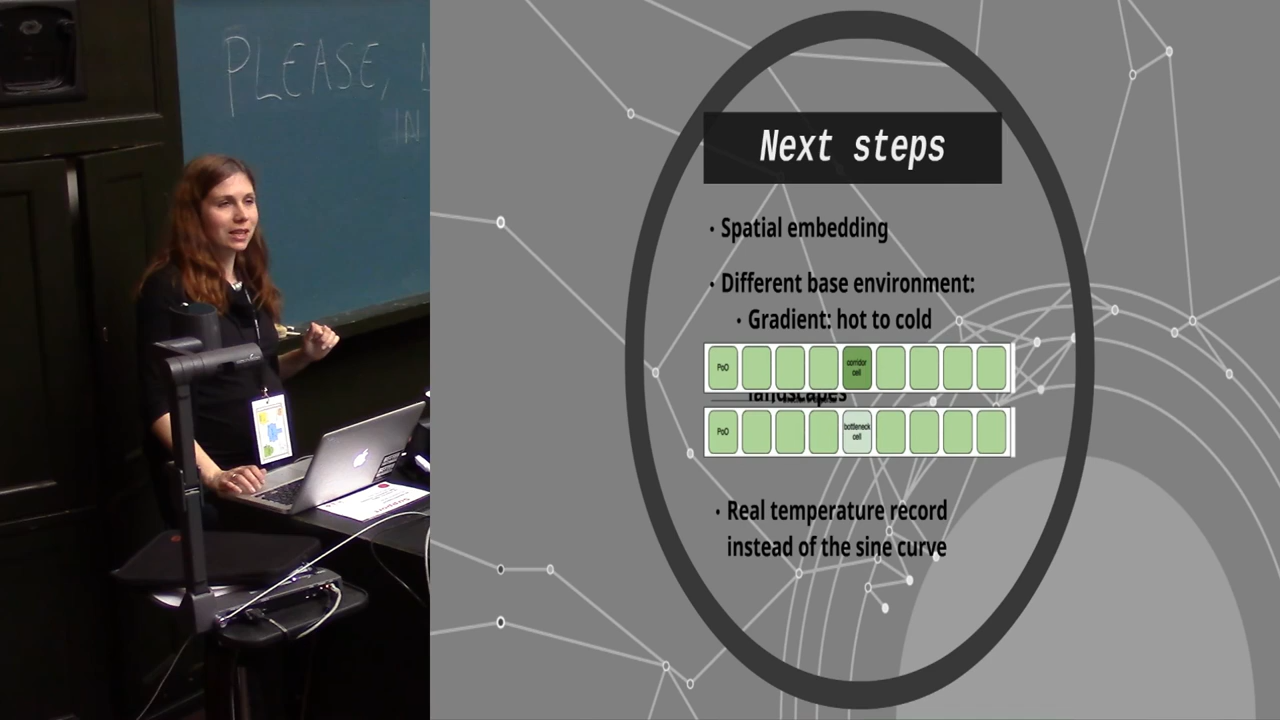 PLEASE,
IN
Next steps
· Spatial embedding
· Different base environment:
· Gradient: hot to cold
PoO corridor cell
landscapes
PoO bottleneck cell
· Real temperature record
instead of the sine curve